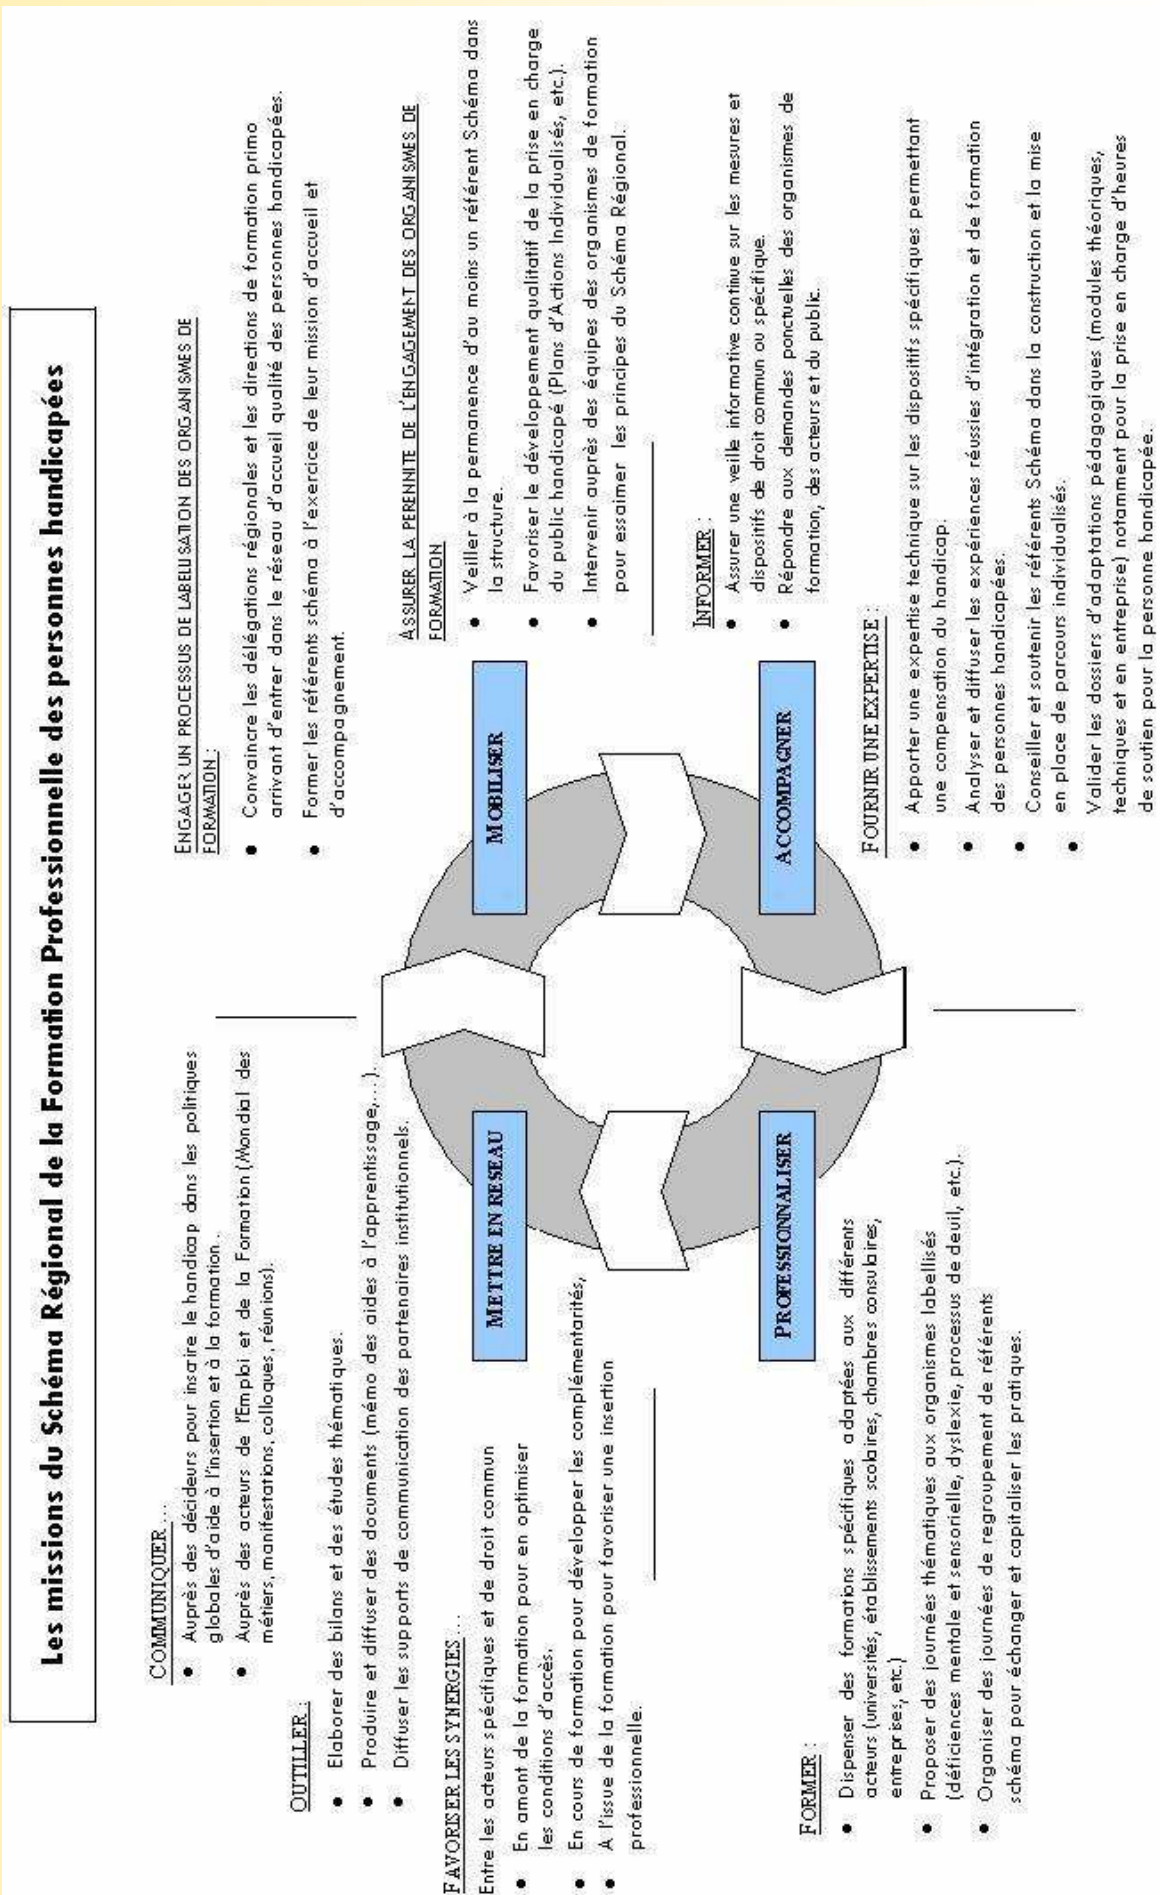 Les missions du Schéma Régional de la Formation Professionnelle des personnes handicapées
COMMUNIQUER…
• Auprès des décideurs pour inscrire le handicap dans les politiques
globales d'aide à l'insertion et à la formation.
• Auprès des acteurs de l'Emploi et de la Formation (Mondial des
métiers, manifestations, colloques, réunions).
OUTILLER :
• Elaborer des bilans et des études thématiques.
• Produire et diffuser des documents (mémo des aides à l'apprentissage,…).
• Diffuser les supports de communication des partenaires institutionnels.
FAVORISER LES SYNERGIES…
Entre les acteurs spécifiques et de droit commun
• En amont de la formation pour en optimiser
les conditions d'accès.
• En cours de formation pour développer les complémentarités,
• A l'issue de la formation pour favoriser une insertion
professionnelle.
METTRE EN RESEAU
ENGAGER UN PROCESSUS DE LABELISATION DES ORGANISMES DE
FORMATION :
• Convaincre les délégations régionales et les directions de formation primo
arrivant d'entrer dans le réseau d'accueil qualité des personnes handicapées.
• Former les référents schéma à l'exercice de leur mission d'accueil et
d'accompagnement.
ASSURER LA PERENNITE DE L'ENGAGEMENT DES ORGANISMES DE
FORMATION
• Veiller à la permanence d'au moins un référent Schéma dans
la structure.
• Favoriser le développement qualitatif de la prise en charge
du public handicapé (Plans d'Actions Individualisés, etc.).
• Intervenir auprès des équipes des organismes de formation
pour essaimer les principes du Schéma Régional.
MOBILISER
PROFESSIONNALISER
FORMER :
• Dispenser des formations spécifiques adaptées aux différents
acteurs (universités, établissements scolaires, chambres consulaires,
entreprises, etc.)
• Proposer des journées thématiques aux organismes labellisés
(déficiences mentale et sensorielle, dyslexie, processus de deuil, etc.).
• Organiser des journées de regroupement de référents
schéma pour échanger et capitaliser les pratiques.
ACCOMPAGNER
INFORMER :
• Assurer une veille informative continue sur les mesures et
dispositifs de droit commun ou spécifique.
• Répondre aux demandes ponctuelles des organismes de
formation, des acteurs et du public.
FOURNIR UNE EXPERTISE :
• Apporter une expertise technique sur les dispositifs spécifiques permettant
une compensation du handicap.
• Analyser et diffuser les expériences réussies d'intégration et de formation
des personnes handicapées.
• Conseiller et soutenir les référents Schéma dans la construction et la mise
en place de parcours individualisés.
• Valider les dossiers d'adaptations pédagogiques (modules théoriques,
techniques et en entreprise) notamment pour la prise en charge d'heures
de soutien pour la personne handicapée.